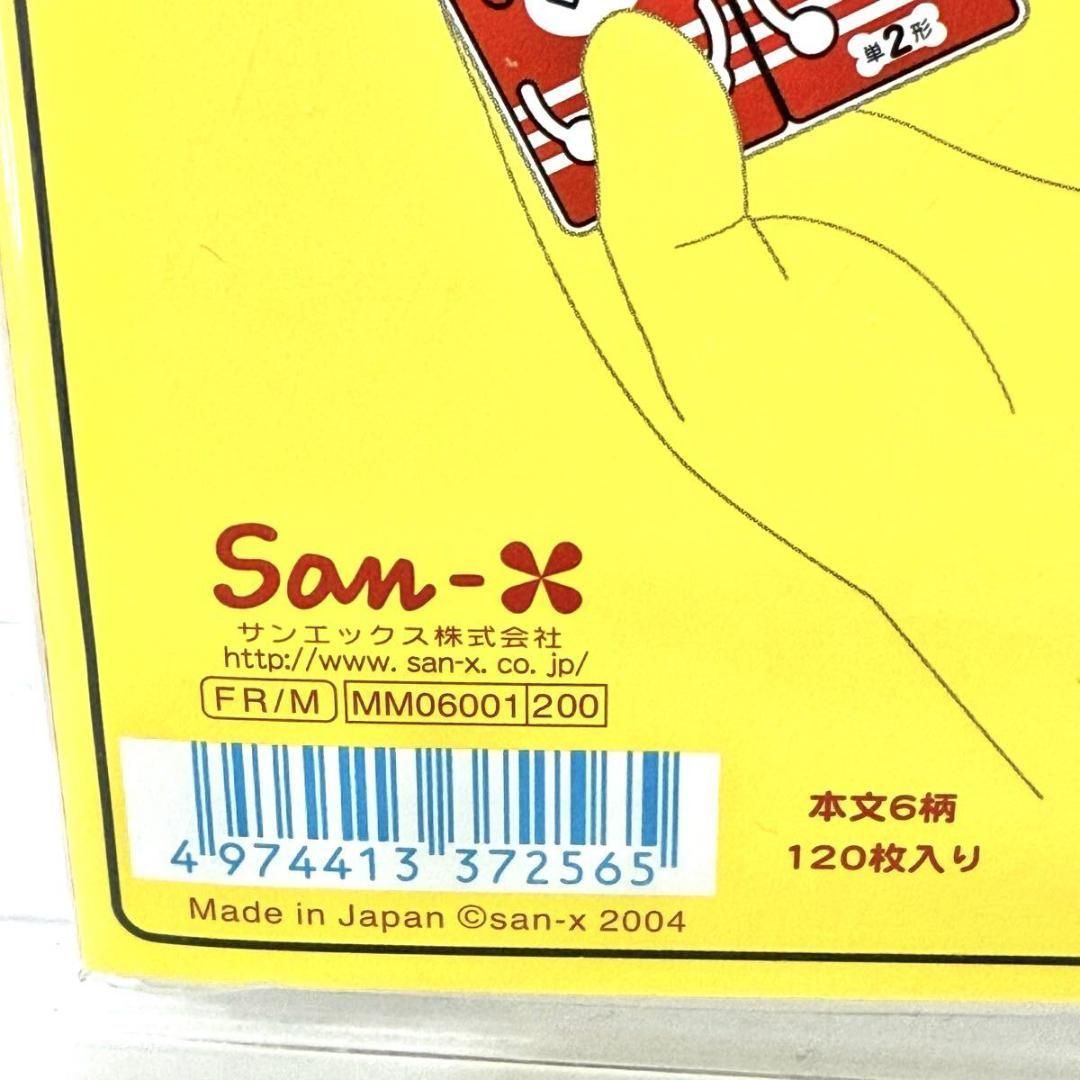 単2形
San-X
サンエックス株式会社
http://www.san-x.co.jp/
FR/M MM06001 200
4 974413 372565
本文6柄
120枚入り
Made in Japan ©san-x 2004